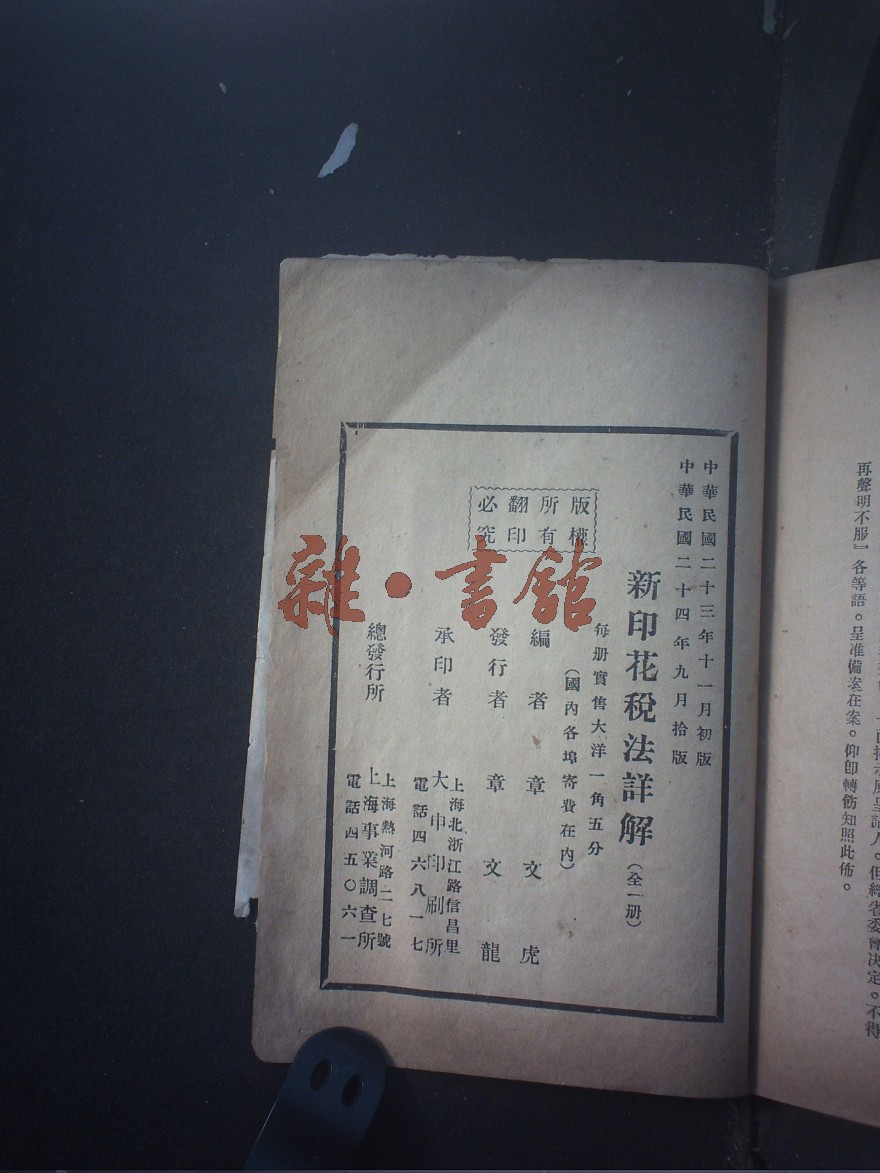 再聲明不服』各等語。呈准備案在案。仰卽轉飭知照此佈。
中華民國二十三年十一月初版
中華民國二十四年九月拾版
新印花稅法詳解(全一册)
每册實售大洋一角五分
(國內各埠寄費在內)
版權
所有
翻印
必究
編者 章文虎
發行者 章文龍
承印者
上海北浙江路信昌里
大中印刷所
電話四六八一七
總發行所
上海熱河路二七號
上海事業調查所
電話四五〇六一
雜·書館